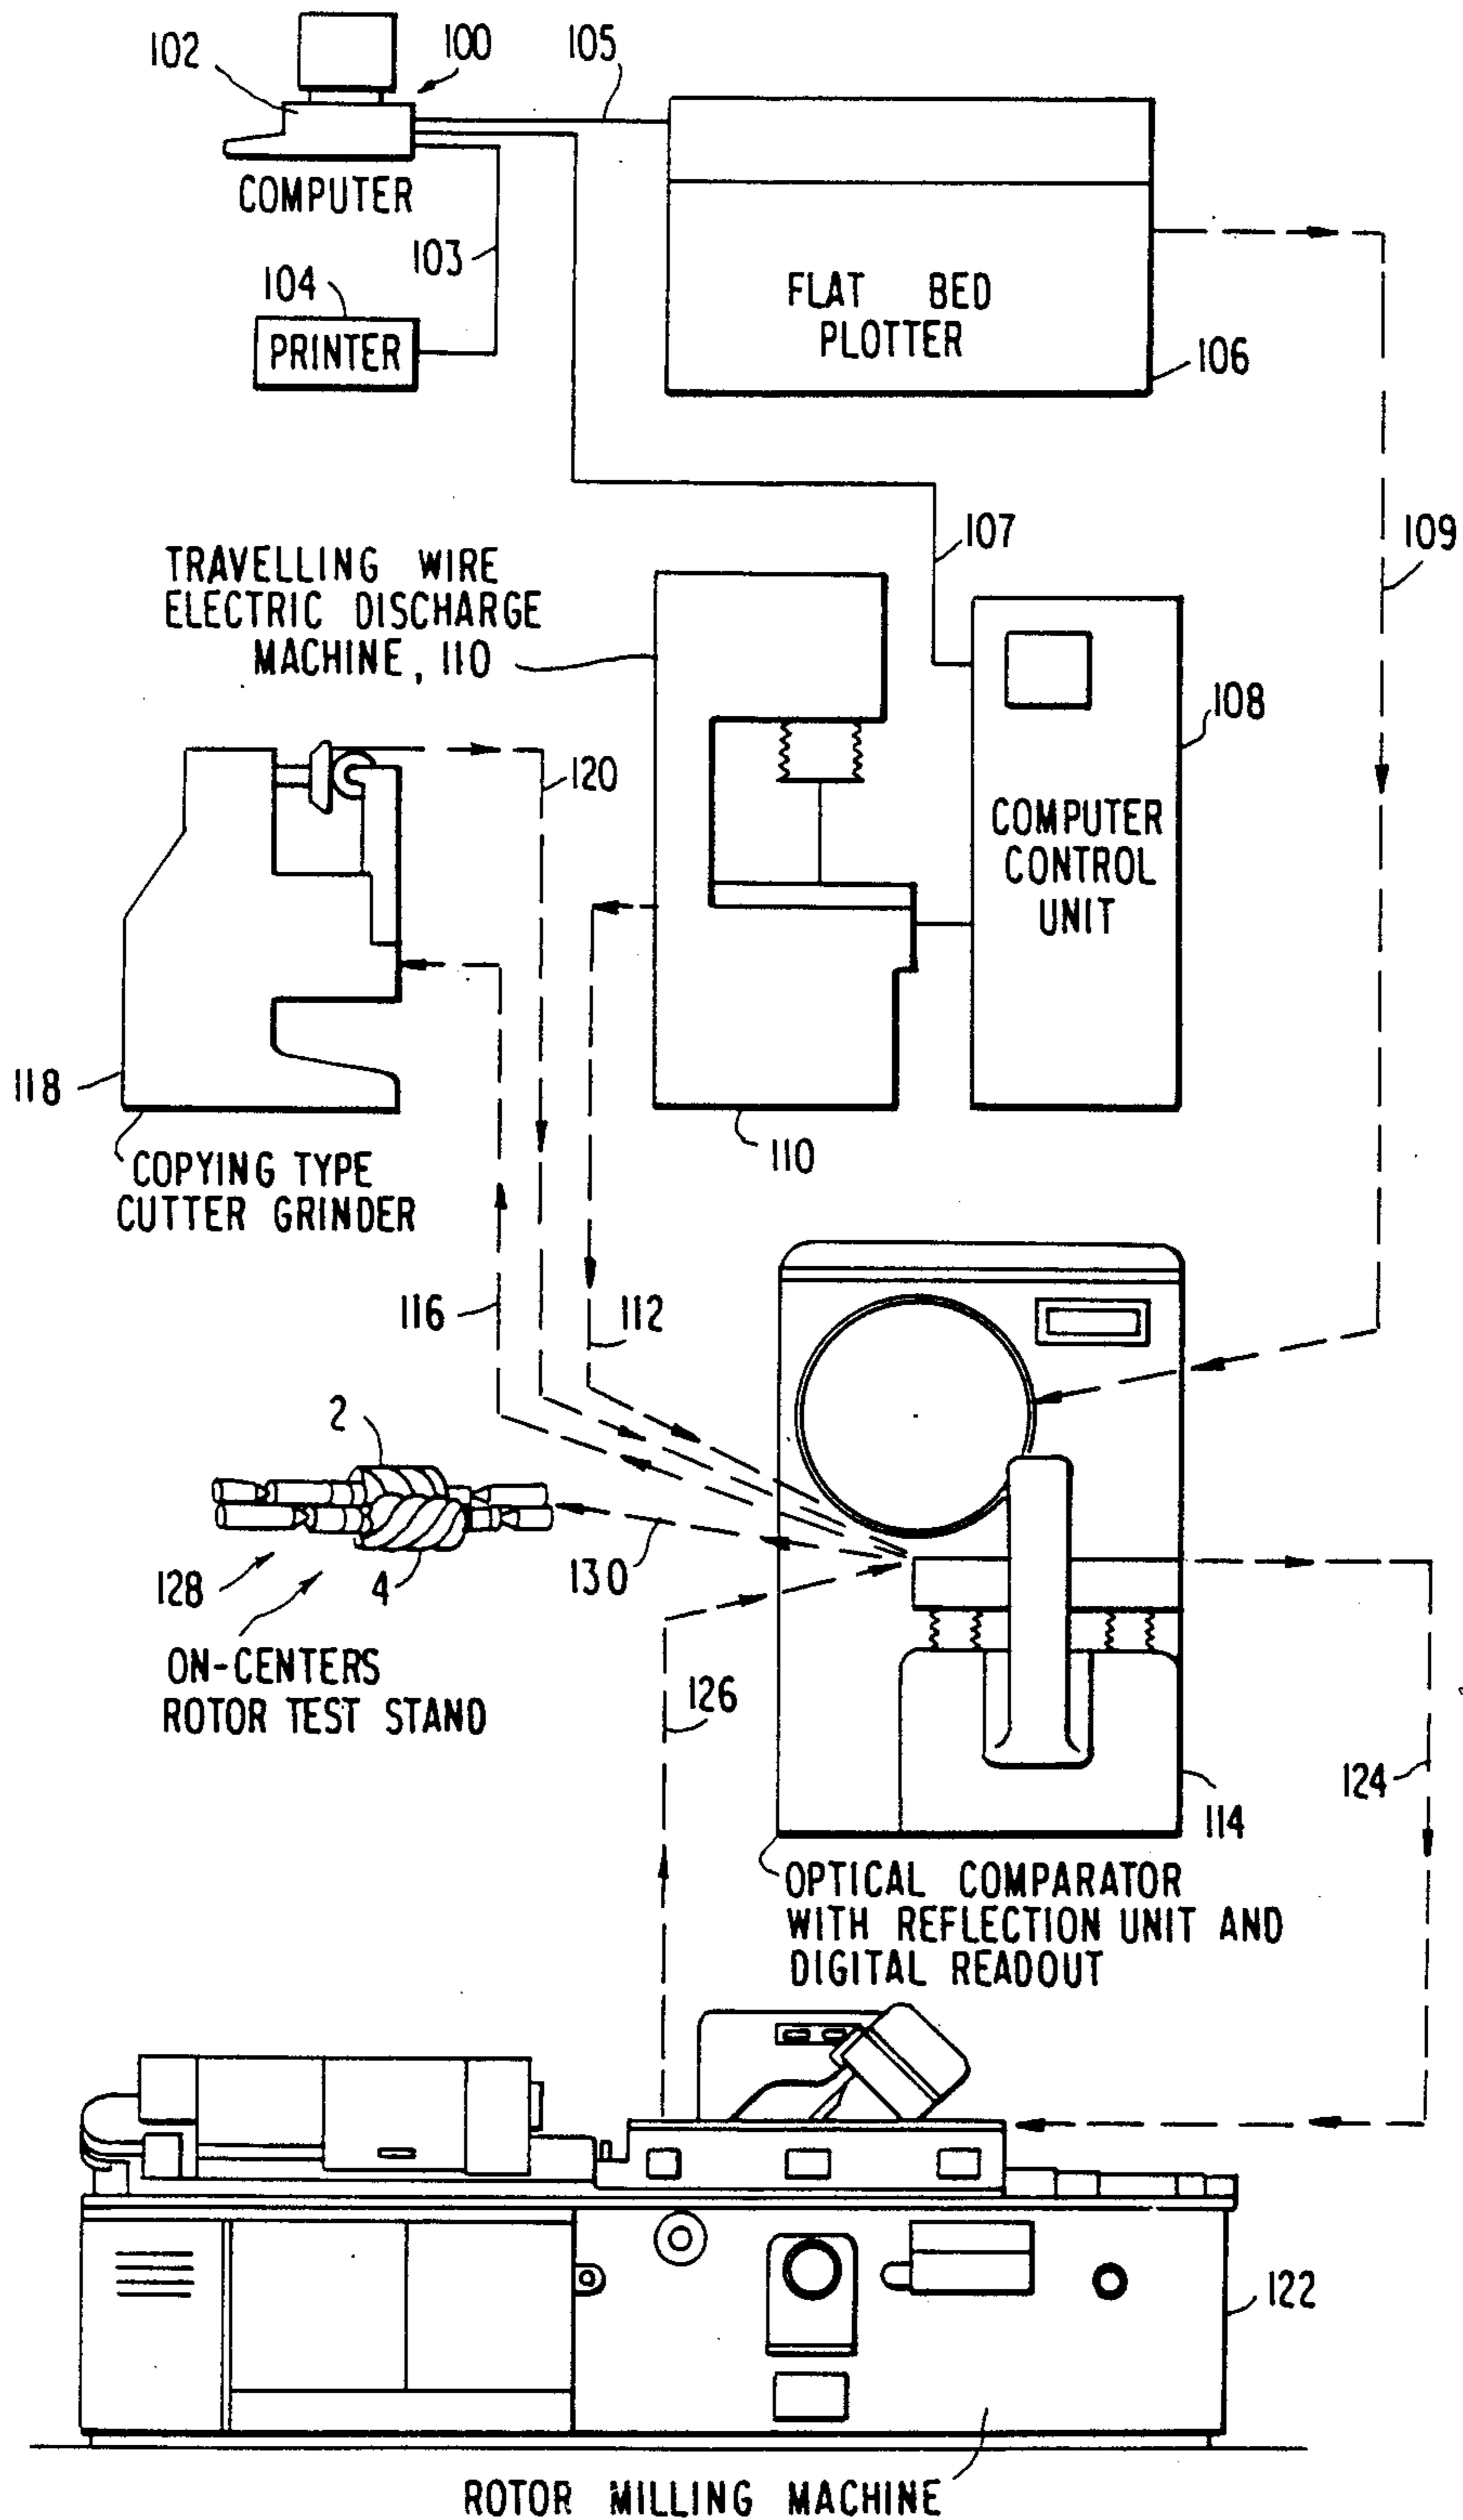 102
100
105
COMPUTER
103
104
PRINTER
FLAT BED
PLOTTER
106
107
109
TRAVELLING WIRE
ELECTRIC DISCHARGE
MACHINE, 110
108
120
COMPUTER
CONTROL
UNIT
118
110
COPYING TYPE
CUTTER GRINDER
116
112
2
130
128
4
ON-CENTERS
ROTOR TEST STAND
126
124
114
OPTICAL COMPARATOR
WITH REFLECTION UNIT AND
DIGITAL READOUT
122
ROTOR MILLING MACHINE